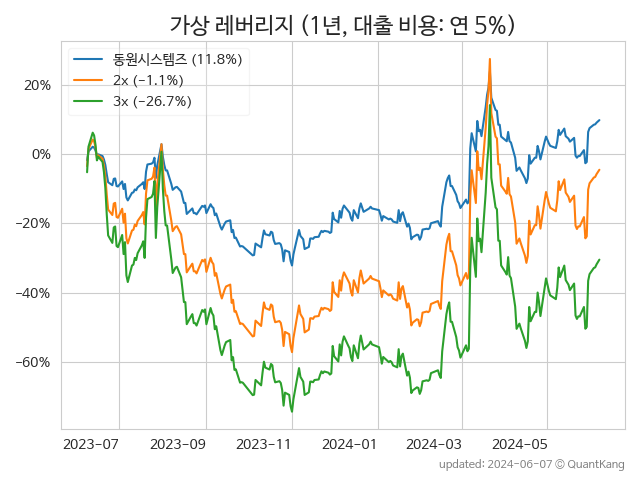 가상 레버리지 (1년, 대출 비용: 연 5%)
동원시스템즈 (11.8%)
2x (−1.1%)
3x (−26.7%)
20%
0%
−20%
−40%
−60%
2023-07 2023-09 2023-11 2024-01 2024-03 2024-05
updated: 2024-06-07 © QuantKang